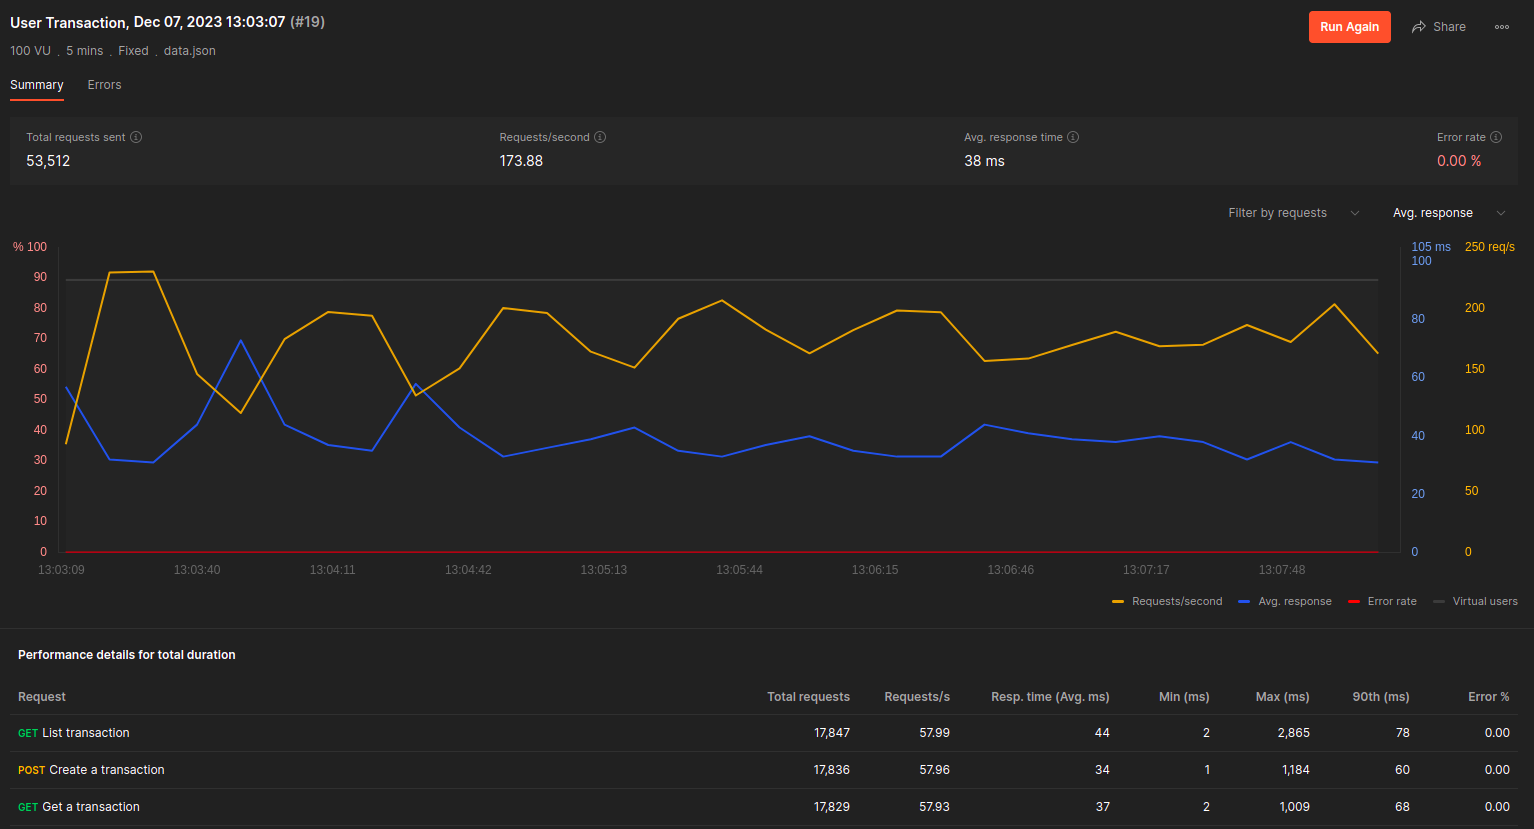 User Transaction, Dec 07, 2023 13:03:07 (#19)
Run Again
Share
100 VU . 5 mins . Fixed . data.json
Summary
Errors
Total requests sent
Requests/second
Avg. response time
Error rate
53,512
173.88
38 ms
0.00 %
Filter by requests
Avg. response
% 100
90
80
70
60
50
40
30
20
10
0
105 ms
100
80
60
40
20
0
250 req/s
200
150
100
50
0
13:03:09 13:03:40 13:04:11 13:04:42 13:05:13 13:05:44 13:06:15 13:06:46 13:07:17 13:07:48
Requests/second Avg. response Error rate Virtual users
Performance details for total duration
Request Total requests Requests/s Resp. time (Avg. ms) Min (ms) Max (ms) 90th (ms) Error %
GET List transaction 17,847 57.99 44 2 2,865 78 0.00
POST Create a transaction 17,836 57.96 34 1 1,184 60 0.00
GET Get a transaction 17,829 57.93 37 2 1,009 68 0.00